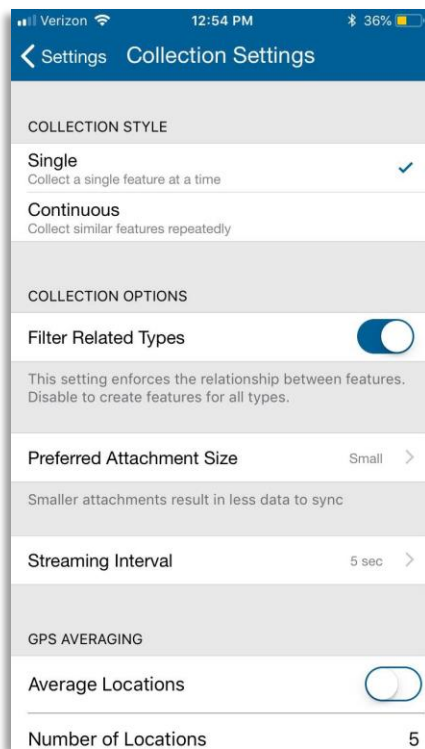 Verizon 12:54 PM 36%
Settings Collection Settings
COLLECTION STYLE
Single
Collect a single feature at a time
Continuous
Collect similar features repeatedly
COLLECTION OPTIONS
Filter Related Types
This setting enforces the relationship between features.
Disable to create features for all types.
Preferred Attachment Size Small
Smaller attachments result in less data to sync
Streaming Interval 5 sec
GPS AVERAGING
Average Locations
Number of Locations 5